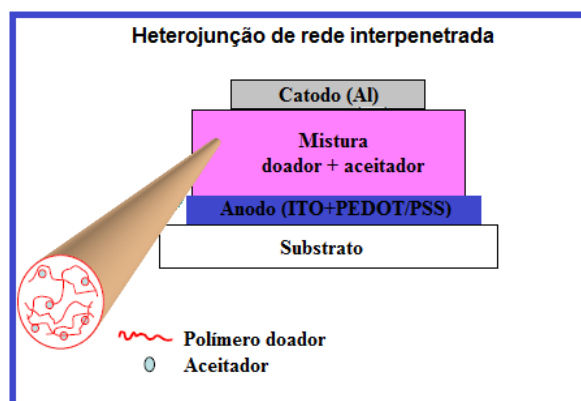 Heterojunção de rede interpenetrada
Catodo (Al)
Mistura
doador + aceitador
Anodo (ITO+PEDOT/PSS)
Substrato
Polímero doador
Aceitador